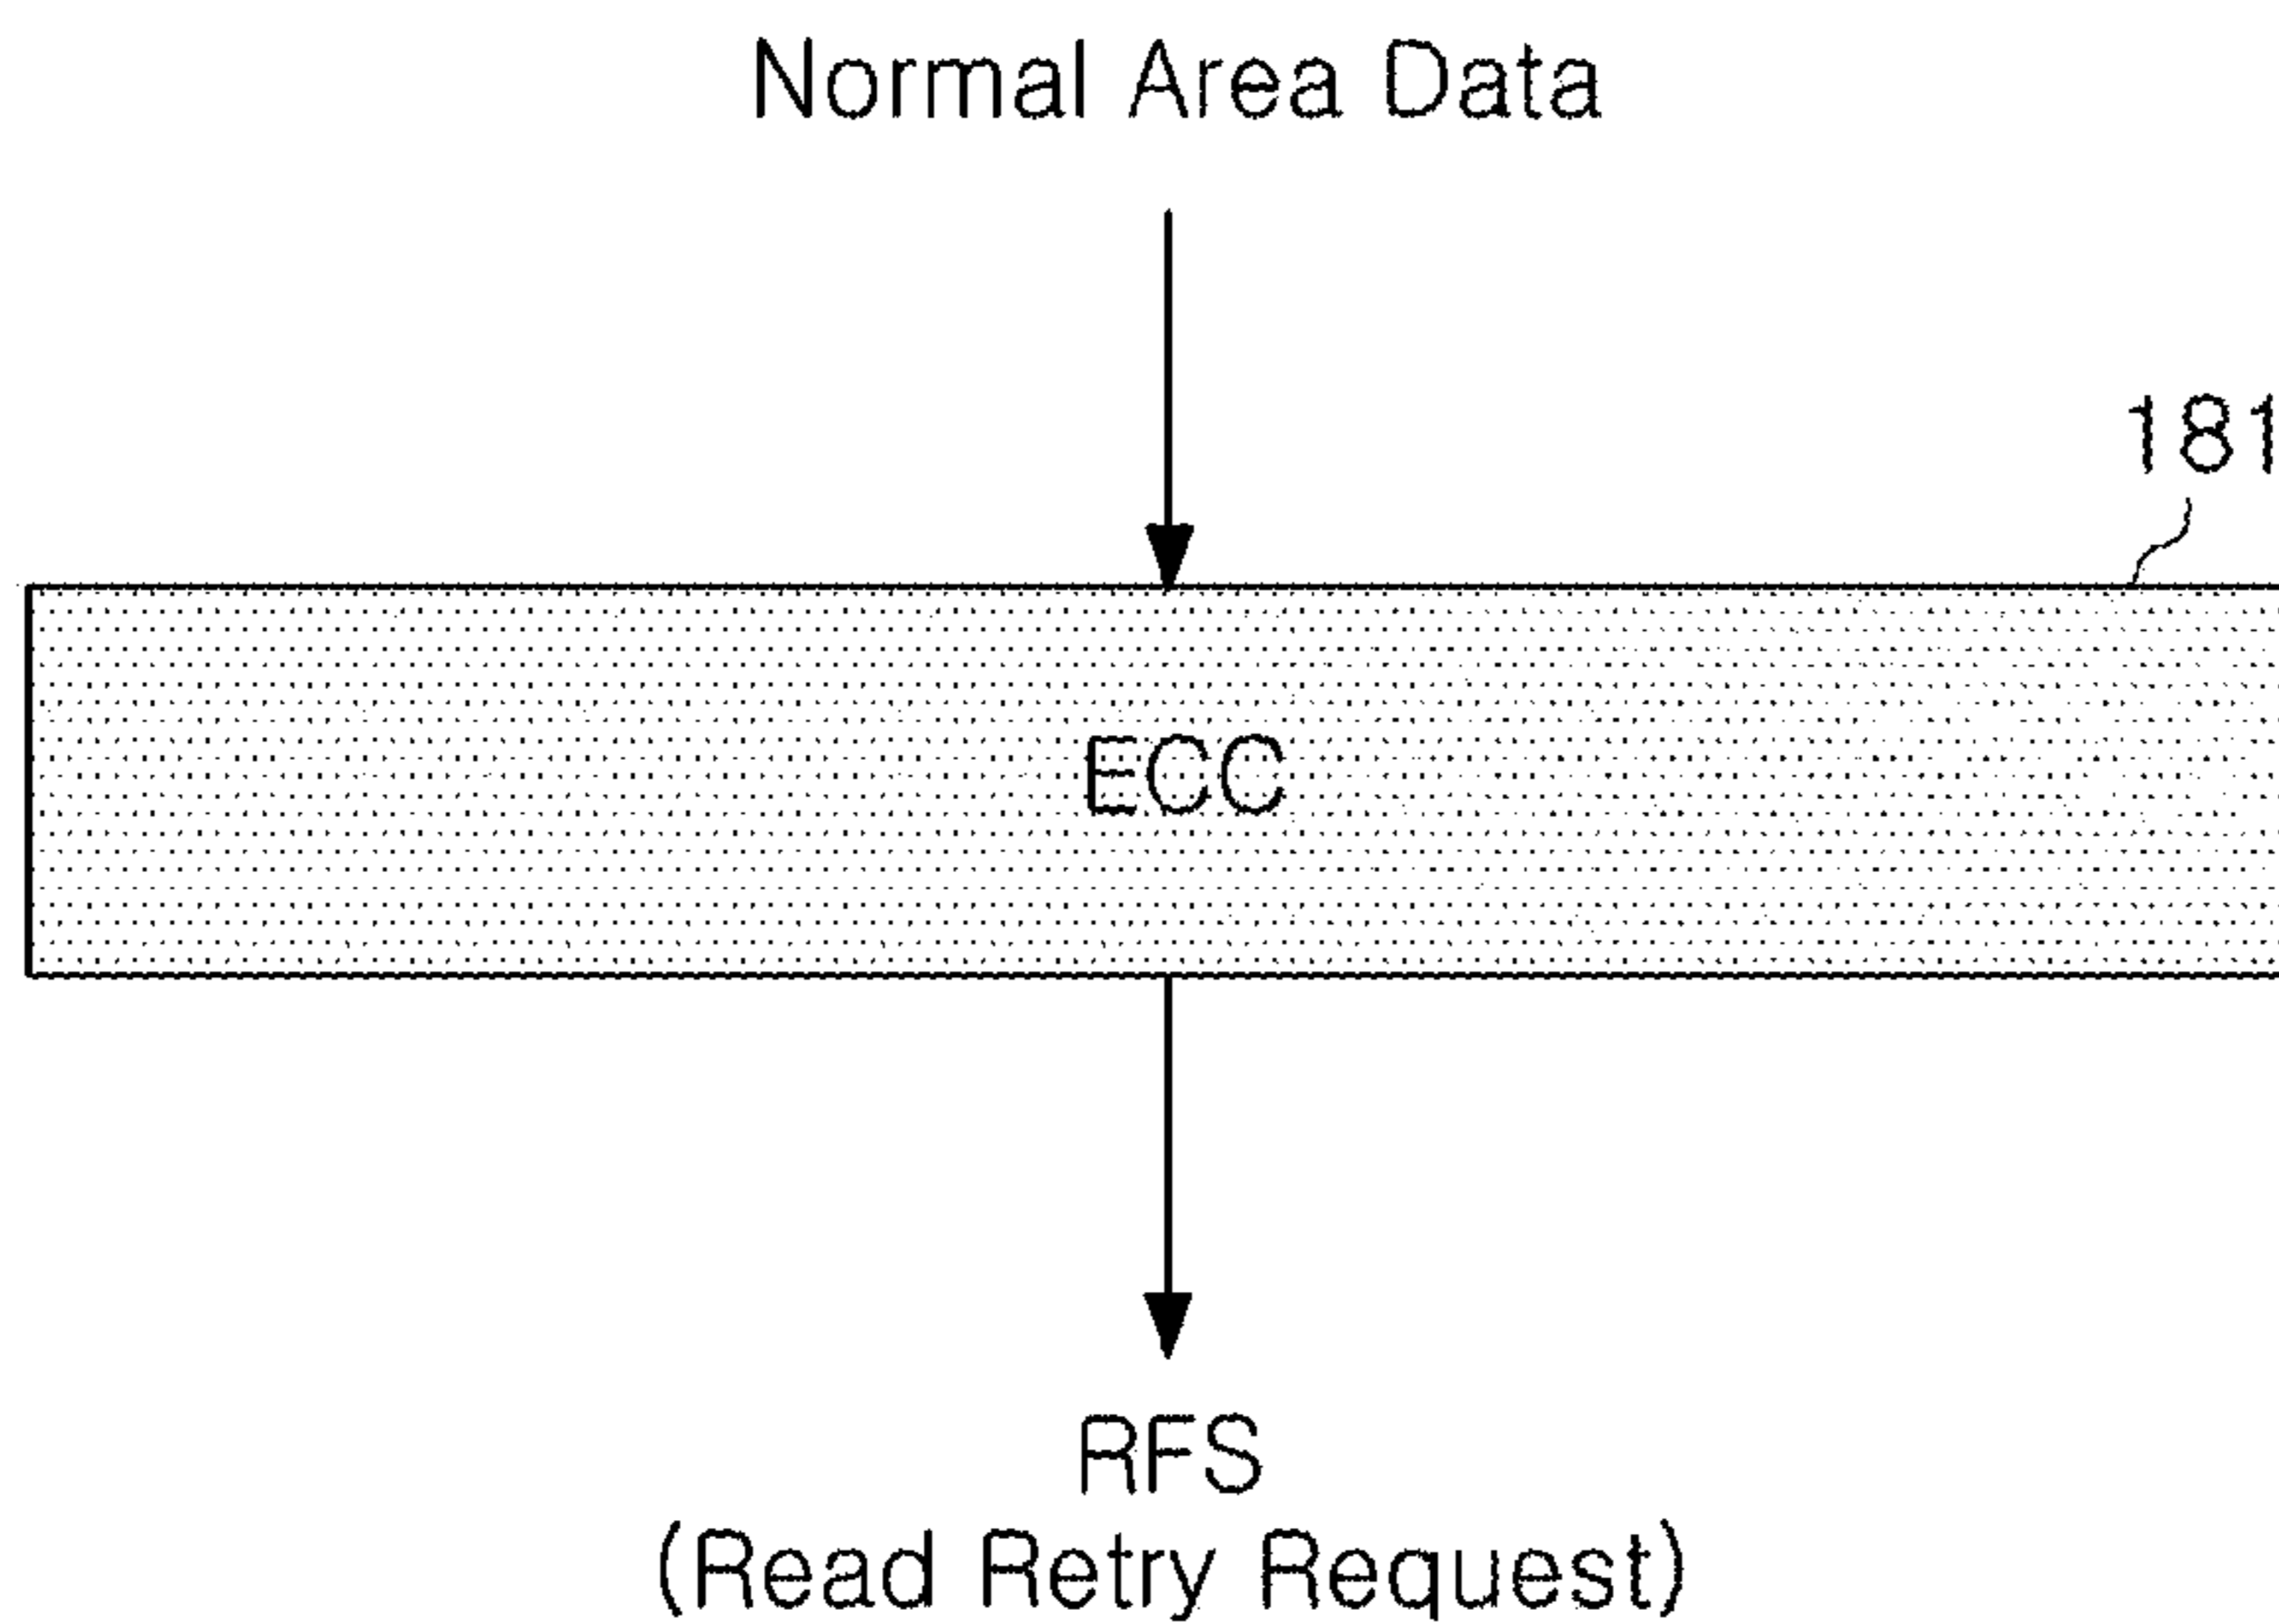 Normal Area Data
181
ECC
RFS
(Read Retry Request)